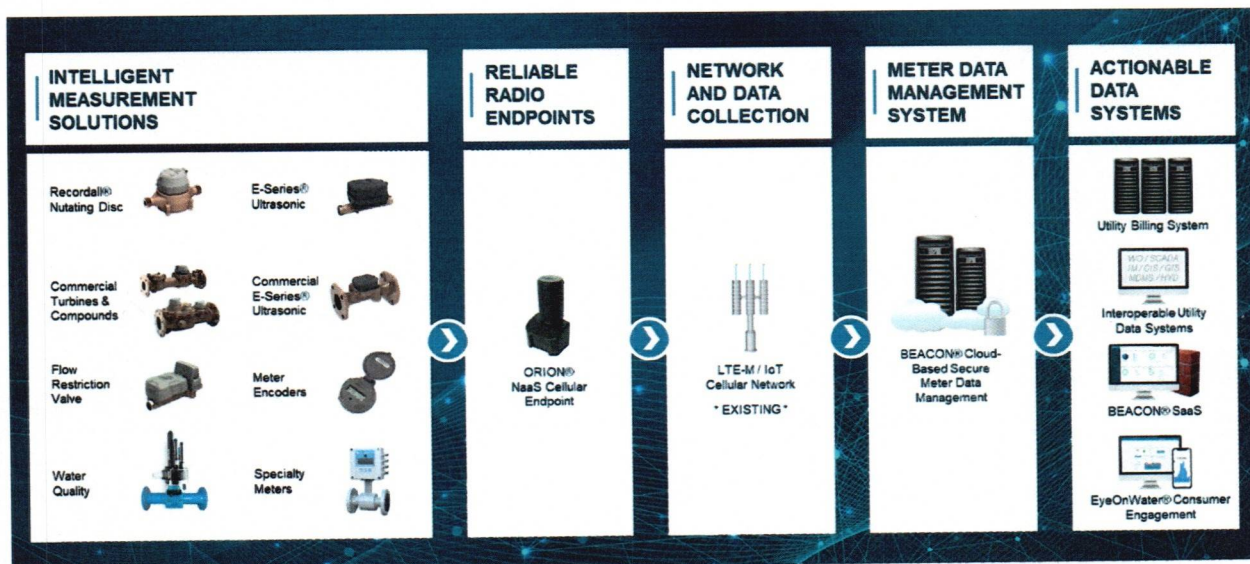 INTELLIGENT
MEASUREMENT
SOLUTIONS
Recordall®
Nutating Disc
E-Series®
Ultrasonic
Commercial
Turbines &
Compounds
Commercial
E-Series®
Ultrasonic
Flow
Restriction
Valve
Meter
Encoders
Water
Quality
Specialty
Meters
RELIABLE
RADIO
ENDPOINTS
ORION®
NaaS Cellular
Endpoint
NETWORK
AND DATA
COLLECTION
LTE-M / IoT
Cellular Network
* EXISTING *
METER DATA
MANAGEMENT
SYSTEM
BEACON® Cloud-
Based Secure
Meter Data
Management
ACTIONABLE
DATA
SYSTEMS
Utility Billing System
WO / SCADA
IM / CIS / GIS
MDMS / HYD
Interoperable Utility
Data Systems
BEACON® SaaS
EyeOnWater® Consumer
Engagement